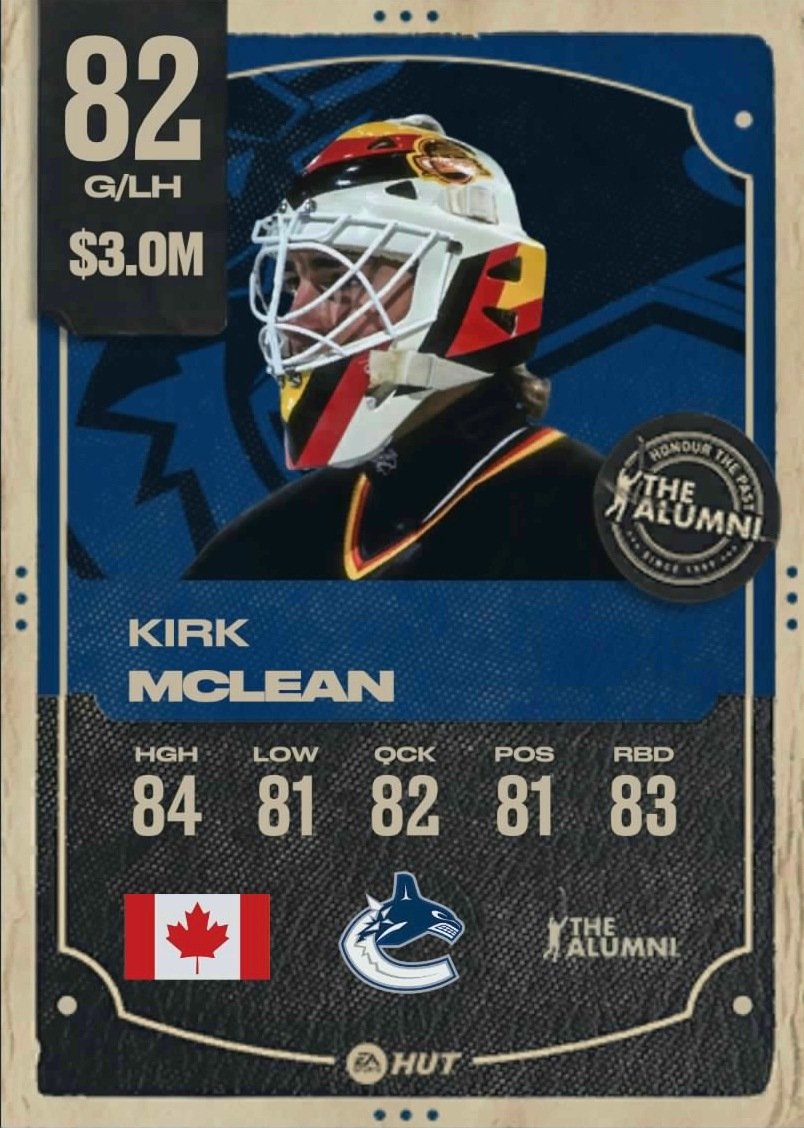 82
G/LH
$3.0M
HONOUR THE PAST
THE
ALUMNI
KIRK
MCLEAN
HGH LOW QCK POS RBD
84 81 82 81 83
THE
ALUMNI
EA
HUT